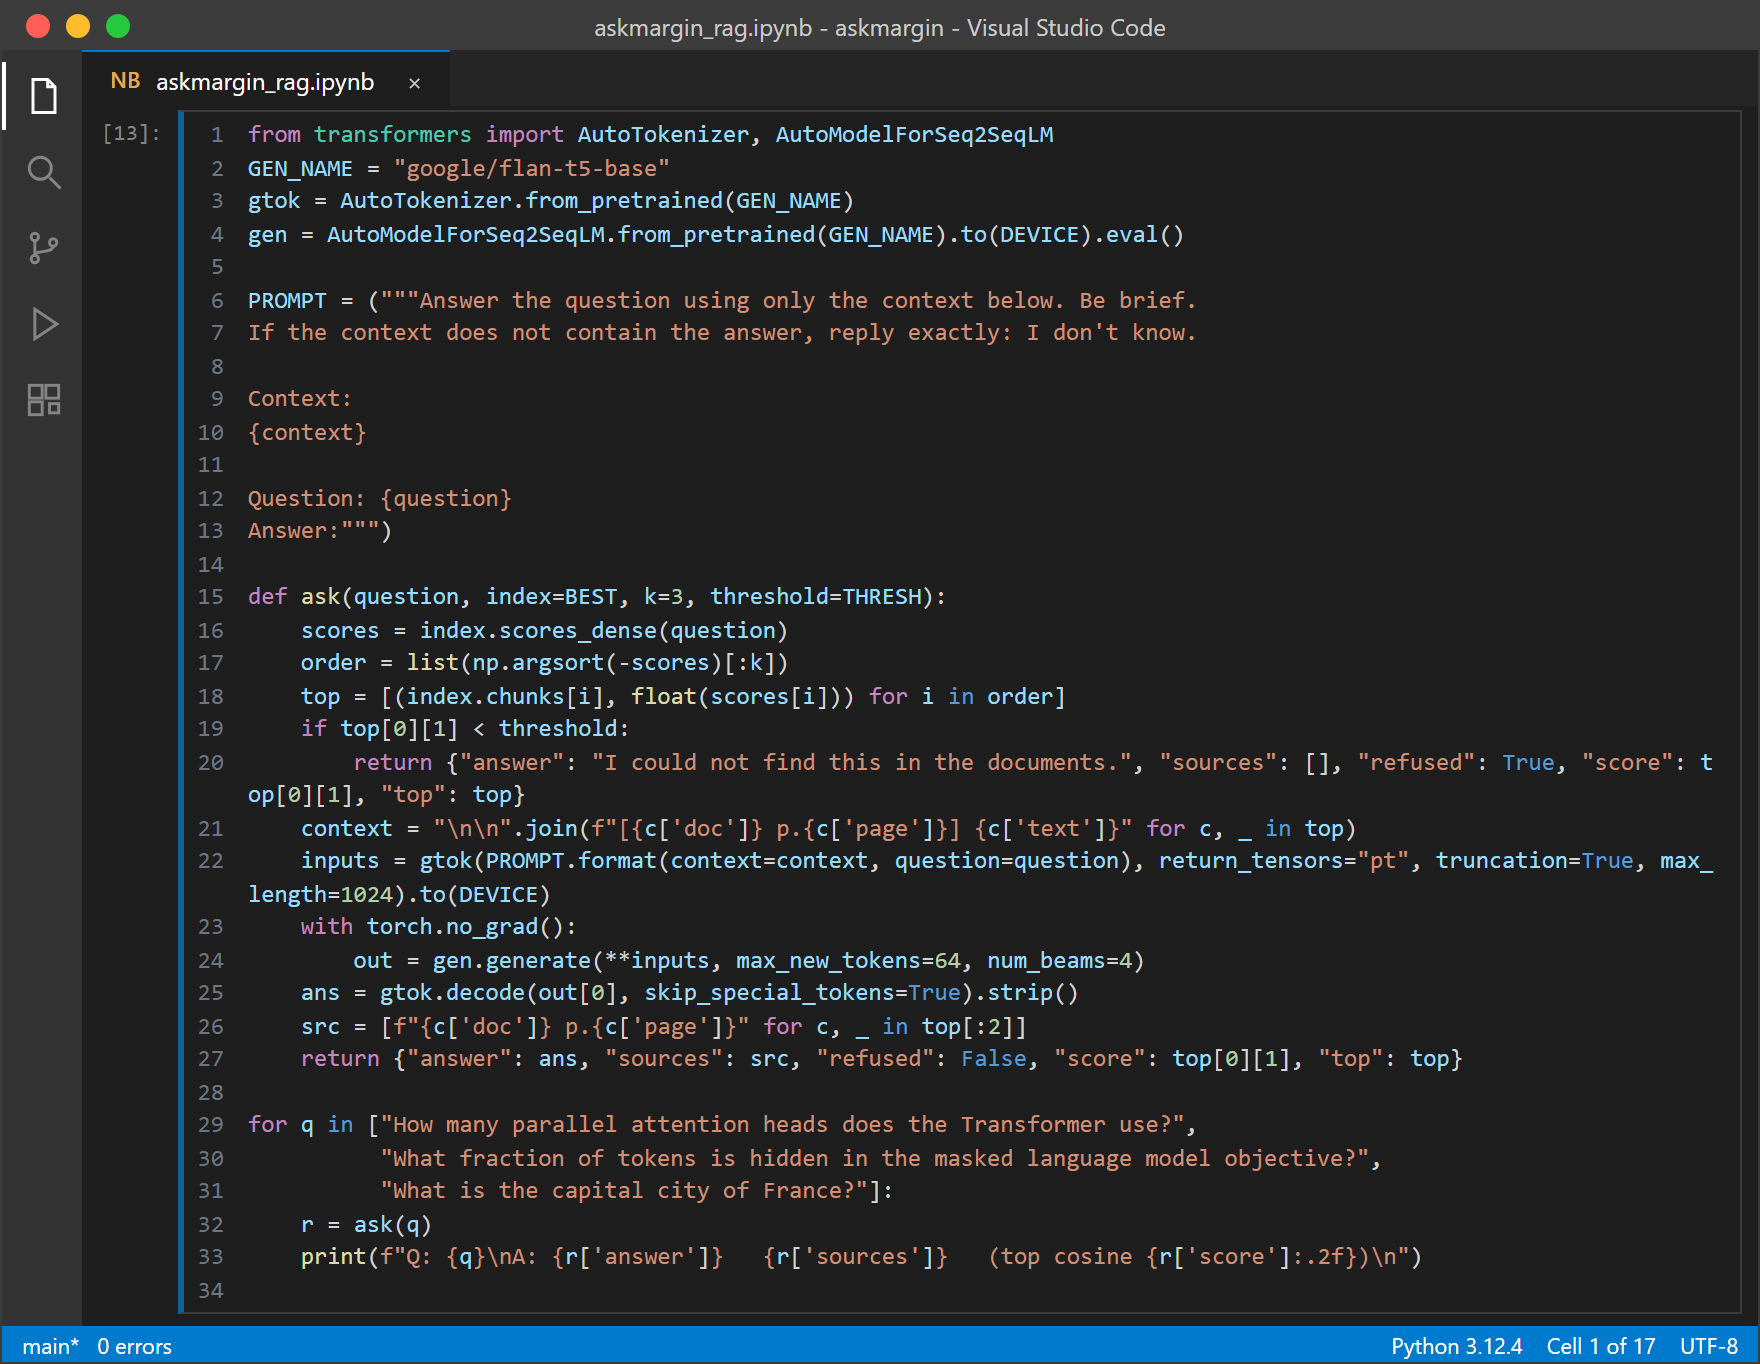 askmargin_rag.ipynb - askmargin - Visual Studio Code
NB askmargin_rag.ipynb ×
[13]:
1 from transformers import AutoTokenizer, AutoModelForSeq2SeqLM
2 GEN_NAME = "google/flan-t5-base"
3 gtok = AutoTokenizer.from_pretrained(GEN_NAME)
4 gen = AutoModelForSeq2SeqLM.from_pretrained(GEN_NAME).to(DEVICE).eval()
5
6 PROMPT = ("""Answer the question using only the context below. Be brief.
7 If the context does not contain the answer, reply exactly: I don't know.
8
9 Context:
10 {context}
11
12 Question: {question}
13 Answer:""")
14
15 def ask(question, index=BEST, k=3, threshold=THRESH):
16     scores = index.scores_dense(question)
17     order = list(np.argsort(-scores)[:k])
18     top = [(index.chunks[i], float(scores[i])) for i in order]
19     if top[0][1] < threshold:
20         return {"answer": "I could not find this in the documents.", "sources": [], "refused": True, "score": t
op[0][1], "top": top}
21     context = "\n\n".join(f"[{c['doc']} p.{c['page']}] {c['text']}" for c, _ in top)
22     inputs = gtok(PROMPT.format(context=context, question=question), return_tensors="pt", truncation=True, max_
length=1024).to(DEVICE)
23     with torch.no_grad():
24         out = gen.generate(**inputs, max_new_tokens=64, num_beams=4)
25     ans = gtok.decode(out[0], skip_special_tokens=True).strip()
26     src = [f"{c['doc']} p.{c['page']}" for c, _ in top[:2]]
27     return {"answer": ans, "sources": src, "refused": False, "score": top[0][1], "top": top}
28
29 for q in ["How many parallel attention heads does the Transformer use?",
30           "What fraction of tokens is hidden in the masked language model objective?",
31           "What is the capital city of France?"]:
32     r = ask(q)
33     print(f"Q: {q}\nA: {r['answer']}   {r['sources']}   (top cosine {r['score']:.2f})\n")
34
main* 0 errors Python 3.12.4 Cell 1 of 17 UTF-8